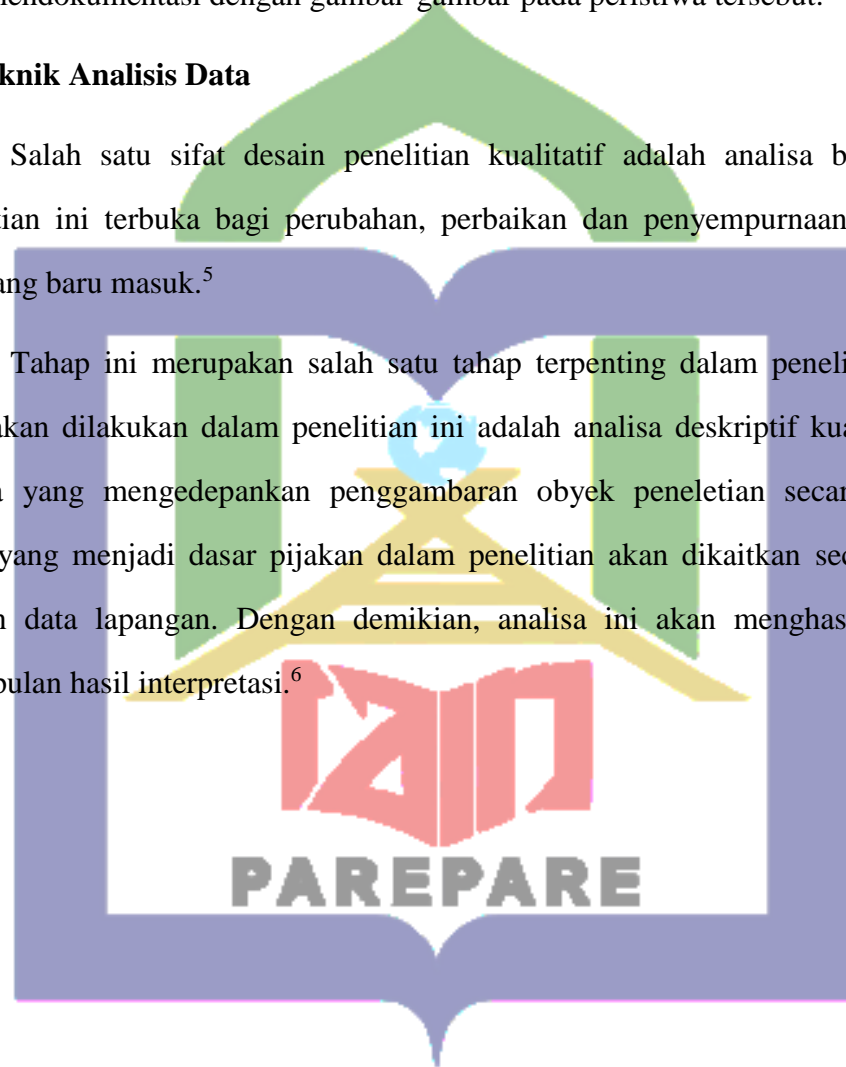 mendokumentasi dengan gambar-gambar pada peristiwa tersebut.
knik Analisis Data
Salah satu sifat desain penelitian kualitatif adalah analisa b
tian ini terbuka bagi perubahan, perbaikan dan penyempurnaan
ang baru masuk.5
Tahap ini merupakan salah satu tahap terpenting dalam peneli
akan dilakukan dalam penelitian ini adalah analisa deskriptif kua
a yang mengedepankan penggambaran obyek peneletian secar
yang menjadi dasar pijakan dalam penelitian akan dikaitkan sec
n data lapangan. Dengan demikian, analisa ini akan menghas
pulan hasil interpretasi.6
iain
PAREPARE